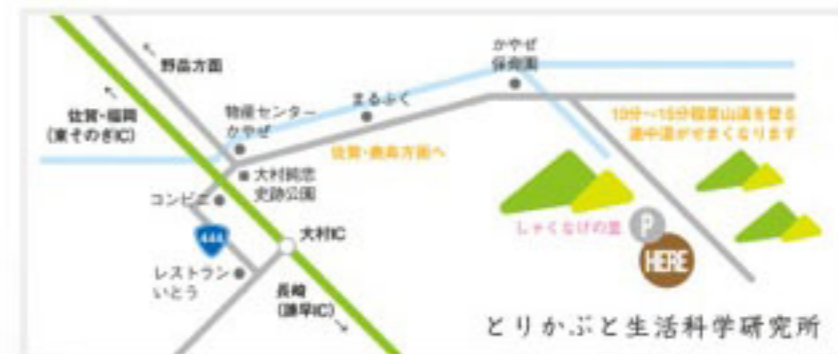 野岳方面
佐賀・福岡
(東そのぎIC)
物産センター
かやぜ
まるふく
かやぜ
保育園
10分〜15分程度山道を登る
途中道がせまくなります
佐賀・鹿島方面へ
大村純忠
史跡公園
コンビニ
444
大村IC
レストラン
いとう
長崎
(諫早IC)
しゃくなげの里
P
HERE
とりかぶと生活科学研究所